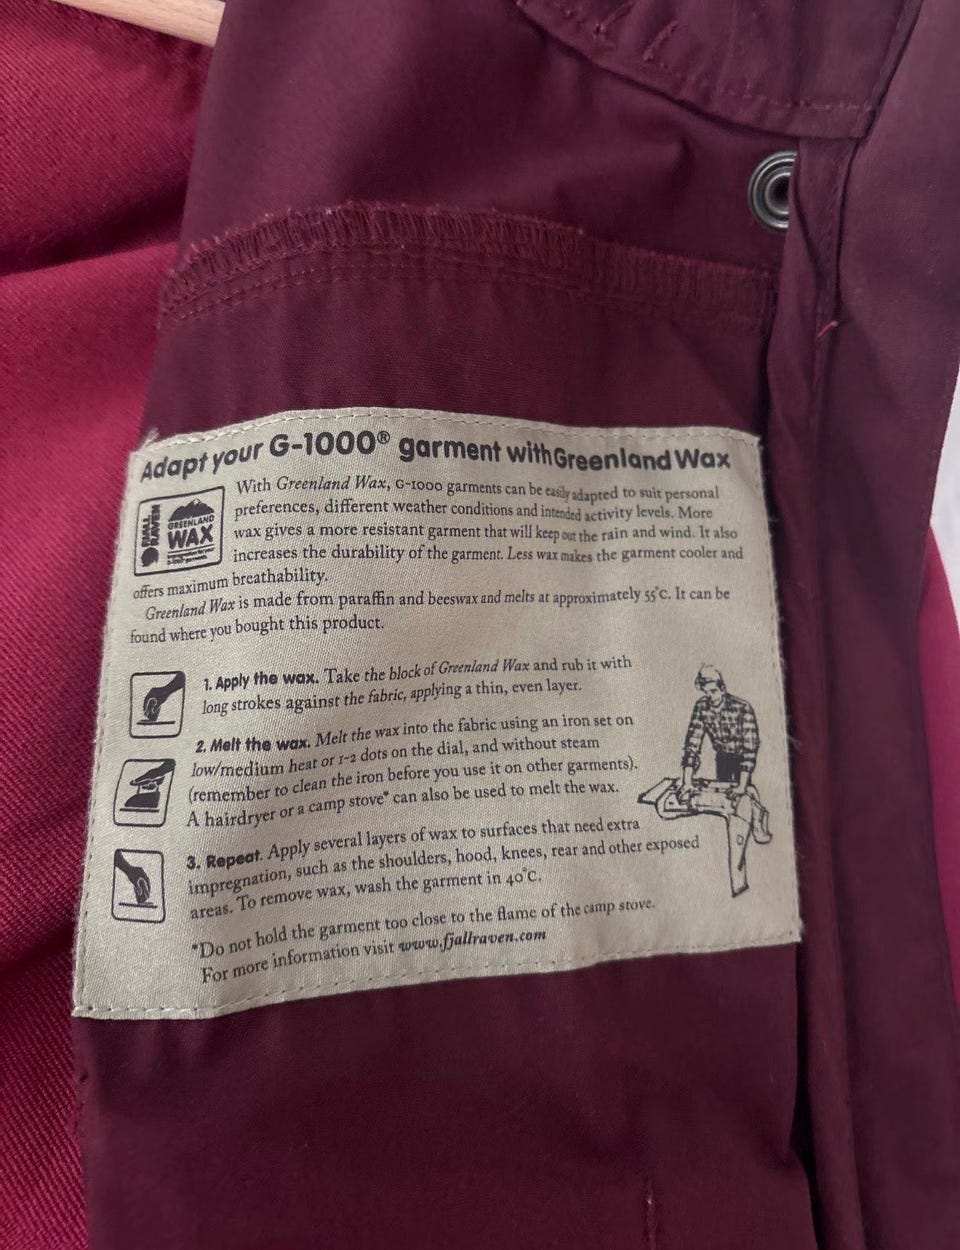 Adapt your G-1000® garment with Greenland Wax
FJÄLL
RÄVEN
GREENLAND
WAX
With Greenland Wax, G-1000 garments can be easily adapted to suit personal
preferences, different weather conditions and intended activity levels. More
wax gives a more resistant garment that will keep out the rain and wind. It also
increases the durability of the garment. Less wax makes the garment cooler and
offers maximum breathability.
Greenland Wax is made from paraffin and beeswax and melts at approximately 55°C. It can be
found where you bought this product.
1. Apply the wax. Take the block of Greenland Wax and rub it with
long strokes against the fabric, applying a thin, even layer.
2. Melt the wax. Melt the wax into the fabric using an iron set on
low/medium heat or 1-2 dots on the dial, and without steam
(remember to clean the iron before you use it on other garments).
A hairdryer or a camp stove* can also be used to melt the wax.
3. Repeat. Apply several layers of wax to surfaces that need extra
impregnation, such as the shoulders, hood, knees, rear and other exposed
areas. To remove wax, wash the garment in 40°C.
*Do not hold the garment too close to the flame of the camp stove.
For more information visit www.fjallraven.com